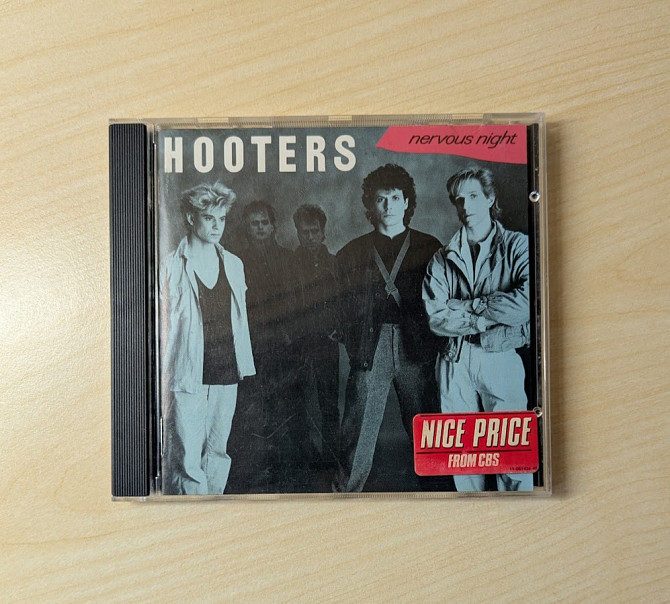 HOOTERS
nervous night
NICE PRICE
FROM CBS